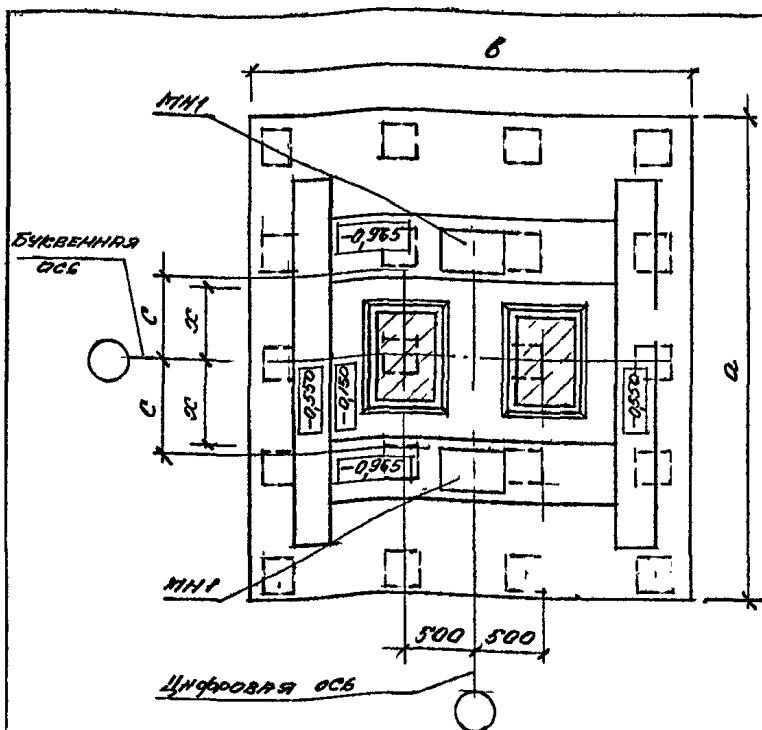 в
МН1
-0,965
БУКВЕННАЯ
ОСЬ
с
х
а
-0,550
-0,150
-0,550
с
х
-0,965
МН1
500
500
ЦИФРОВАЯ ОСЬ